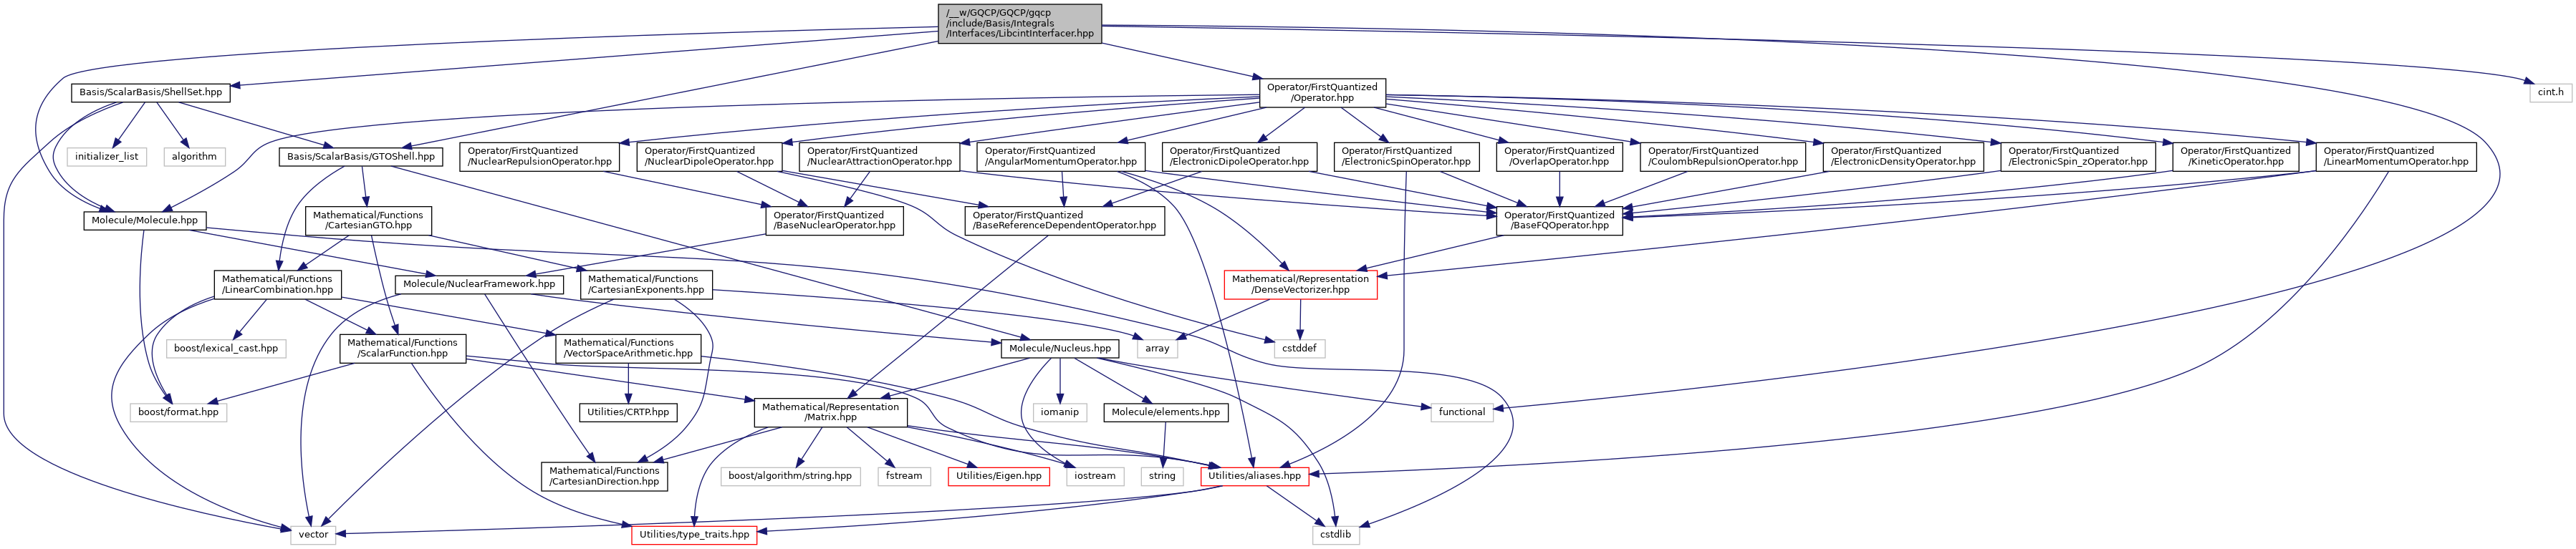 /__w/GQCP/GQCP/gqcp
/include/Basis/Integrals
/Interfaces/LibcintInterfacer.hpp
Basis/ScalarBasis/ShellSet.hpp
Operator/FirstQuantized
/Operator.hpp
cint.h
initializer_list
algorithm
Basis/ScalarBasis/GTOShell.hpp
Operator/FirstQuantized
/NuclearRepulsionOperator.hpp
Operator/FirstQuantized
/NuclearDipoleOperator.hpp
Operator/FirstQuantized
/NuclearAttractionOperator.hpp
Operator/FirstQuantized
/AngularMomentumOperator.hpp
Operator/FirstQuantized
/ElectronicDipoleOperator.hpp
Operator/FirstQuantized
/ElectronicSpinOperator.hpp
Operator/FirstQuantized
/OverlapOperator.hpp
Operator/FirstQuantized
/CoulombRepulsionOperator.hpp
Operator/FirstQuantized
/ElectronicDensityOperator.hpp
Operator/FirstQuantized
/ElectronicSpin_zOperator.hpp
Operator/FirstQuantized
/KineticOperator.hpp
Operator/FirstQuantized
/LinearMomentumOperator.hpp
Molecule/Molecule.hpp
Mathematical/Functions
/CartesianGTO.hpp
Operator/FirstQuantized
/BaseNuclearOperator.hpp
Operator/FirstQuantized
/BaseReferenceDependentOperator.hpp
Operator/FirstQuantized
/BaseFQOperator.hpp
Mathematical/Functions
/LinearCombination.hpp
Molecule/NuclearFramework.hpp
Mathematical/Functions
/CartesianExponents.hpp
Mathematical/Representation
/DenseVectorizer.hpp
boost/lexical_cast.hpp
Mathematical/Functions
/ScalarFunction.hpp
Mathematical/Functions
/VectorSpaceArithmetic.hpp
Molecule/Nucleus.hpp
array
cstddef
boost/format.hpp
Utilities/CRTP.hpp
Mathematical/Representation
/Matrix.hpp
iomanip
Molecule/elements.hpp
functional
Mathematical/Functions
/CartesianDirection.hpp
boost/algorithm/string.hpp
fstream
Utilities/Eigen.hpp
iostream
string
Utilities/aliases.hpp
vector
Utilities/type_traits.hpp
cstdlib